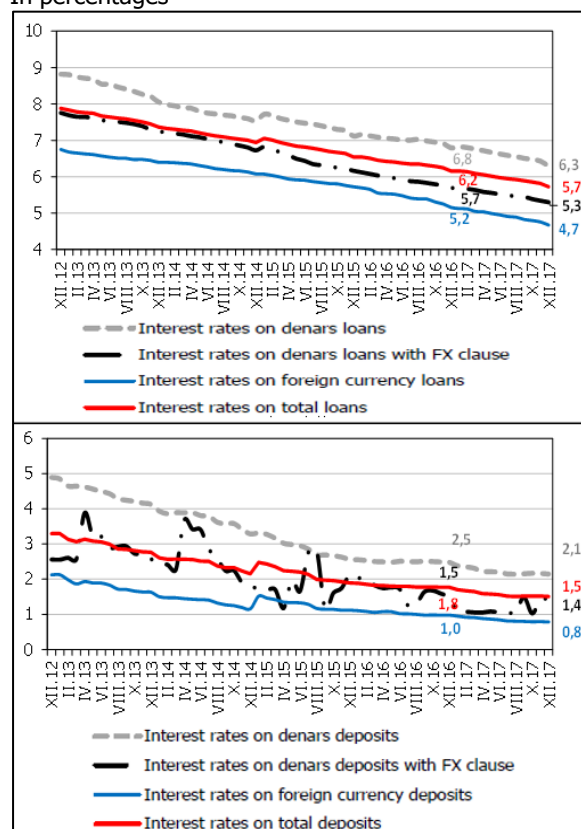 In percentages
10
9
8
7
6
5
4
6,8
6,2
5,7
5,2
6,3
5,7
5,3
4,7
XII.12
II.13
IV.13
VI.13
VIII.13
X.13
XII.13
II.14
IV.14
VI.14
VIII.14
X.14
XII.14
II.15
IV.15
VI.15
VIII.15
X.15
XII.15
II.16
IV.16
VI.16
VIII.16
X.16
XII.16
II.17
IV.17
VI.17
VIII.17
X.17
XII.17
Interest rates on denars loans
Interest rates on denars loans with FX clause
Interest rates on foreign currency loans
Interest rates on total loans
6
5
4
3
2
1
0
2,5
1,5
1,8
1,0
2,1
1,5
1,4
0,8
XII.12
II.13
IV.13
VI.13
VIII.13
X.13
XII.13
II.14
IV.14
VI.14
VIII.14
X.14
XII.14
II.15
IV.15
VI.15
VIII.15
X.15
XII.15
II.16
IV.16
VI.16
VIII.16
X.16
XII.16
II.17
IV.17
VI.17
VIII.17
X.17
XII.17
Interest rates on denars deposits
Interest rates on denars deposits with FX clause
Interest rates on foreign currency deposits
Interest rates on total deposits